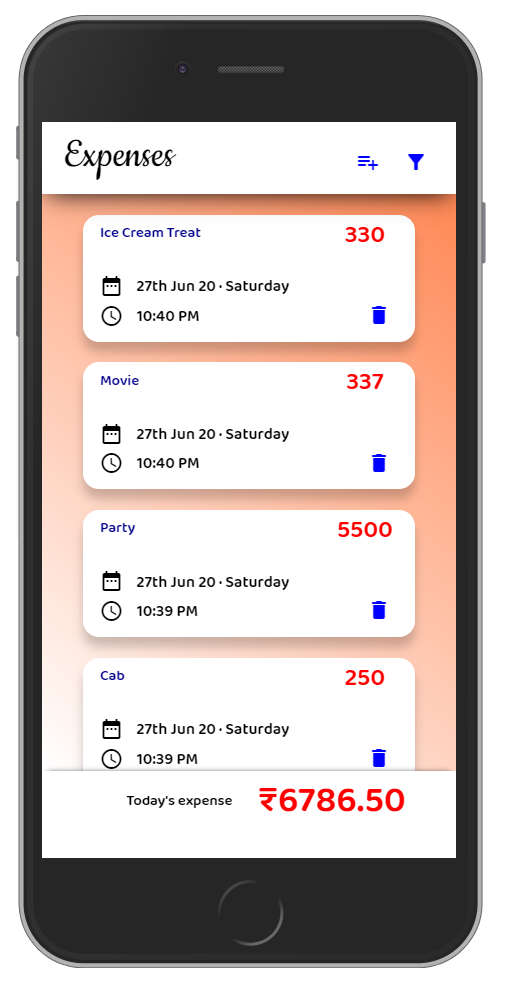 Expenses
Ice Cream Treat 330
27th Jun 20 · Saturday
10:40 PM
Movie 337
27th Jun 20 · Saturday
10:40 PM
Party 5500
27th Jun 20 · Saturday
10:39 PM
Cab 250
27th Jun 20 · Saturday
10:39 PM
Today's expense ₹6786.50